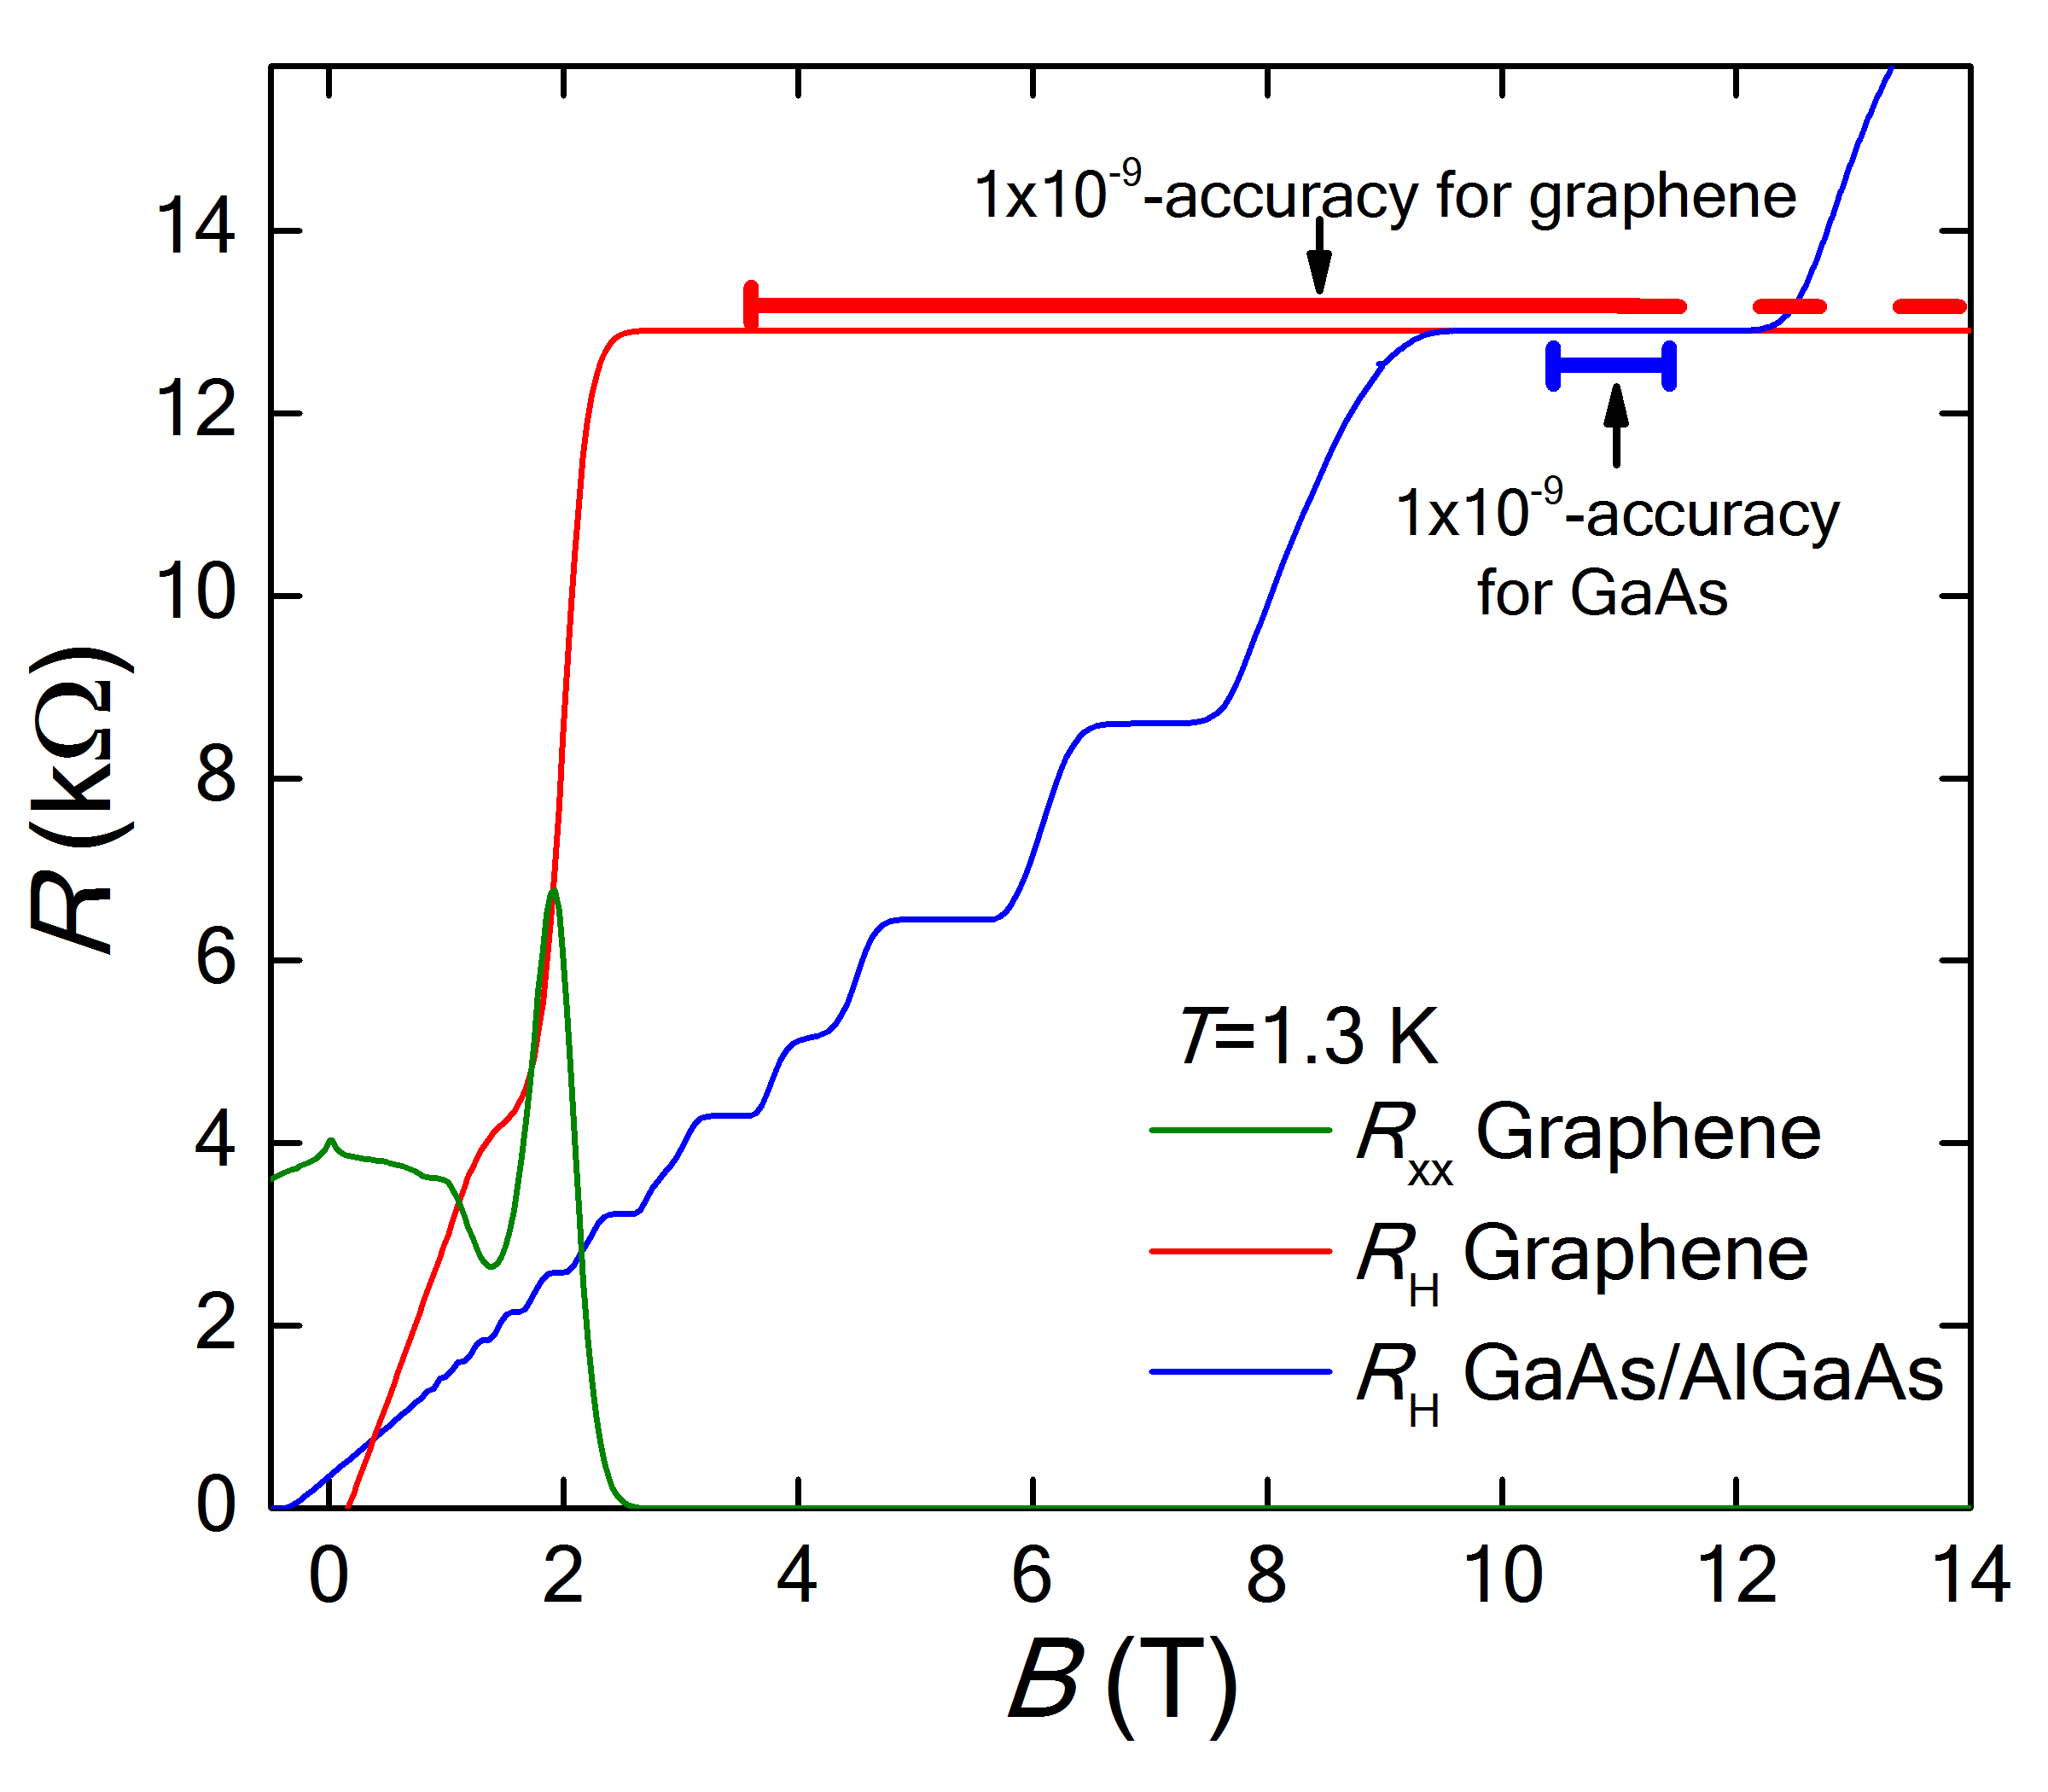 1x10-9-accuracy for graphene
14
12
1x10-9-accuracy
for GaAs
10
8
6
4
2
0
R (kΩ)
T=1.3 K
Rxx Graphene
RH Graphene
RH GaAs/AlGaAs
0 2 4 6 8 10 12 14
B (T)